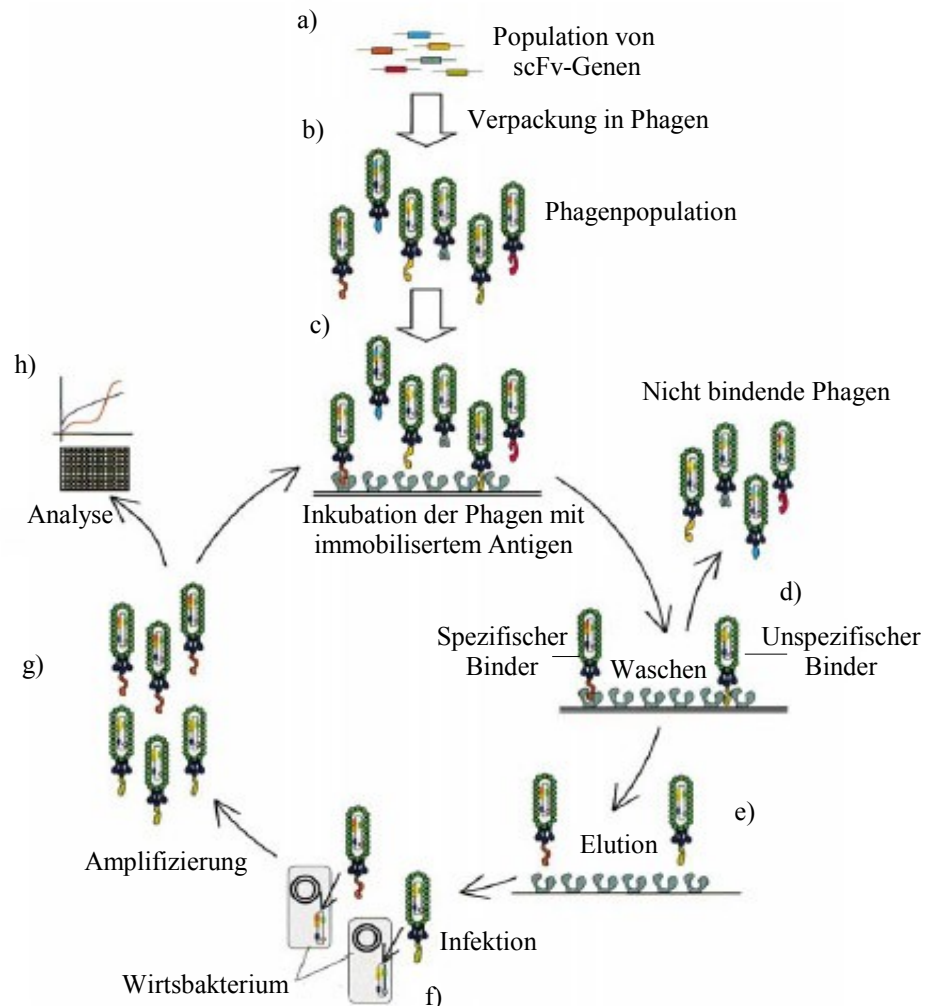 a)
Population von
scFv-Genen
Verpackung in Phagen
b)
Phagenpopulation
c)
h)
Nicht bindende Phagen
Analyse
Inkubation der Phagen mit
immobilisertem Antigen
d)
Spezifischer
Binder
Waschen
Unspezifischer
Binder
g)
e)
Elution
Amplifizierung
Infektion
Wirtsbakterium
f)